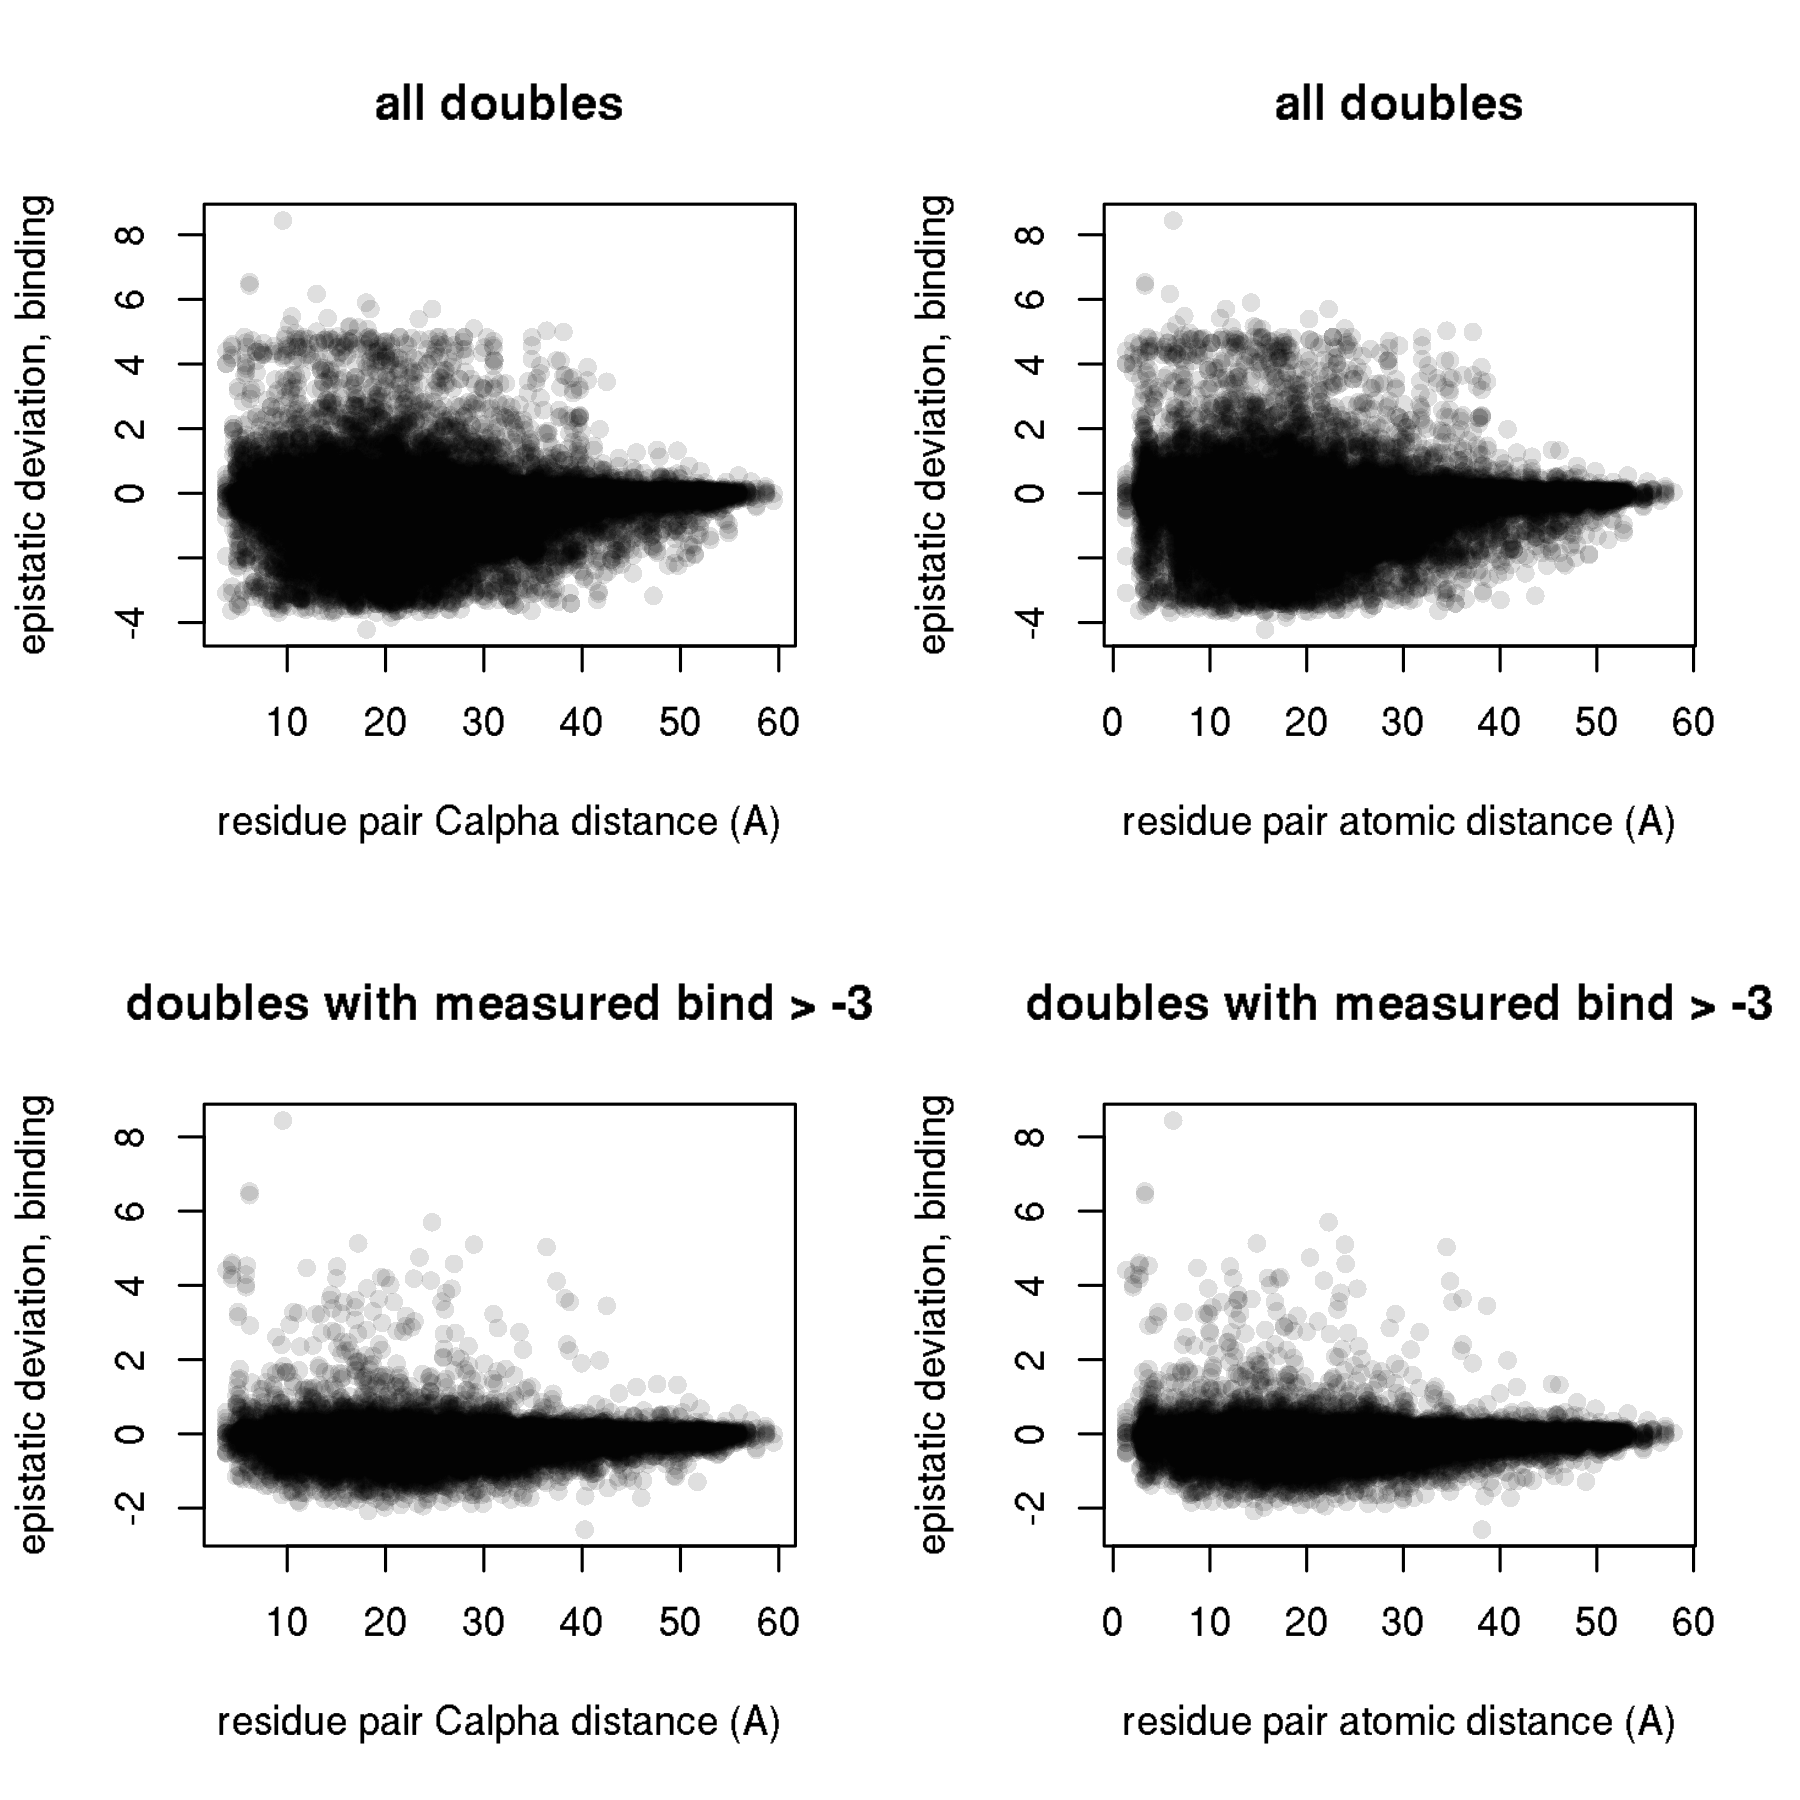 all doubles
epistatic deviation, binding
8
6
4
2
0
-4
10 20 30 40 50 60
residue pair Calpha distance (A)
all doubles
epistatic deviation, binding
8
6
4
2
0
-4
0 10 20 30 40 50 60
residue pair atomic distance (A)
doubles with measured bind > -3
epistatic deviation, binding
8
6
4
2
0
-2
10 20 30 40 50 60
residue pair Calpha distance (A)
doubles with measured bind > -3
epistatic deviation, binding
8
6
4
2
0
-2
0 10 20 30 40 50 60
residue pair atomic distance (A)